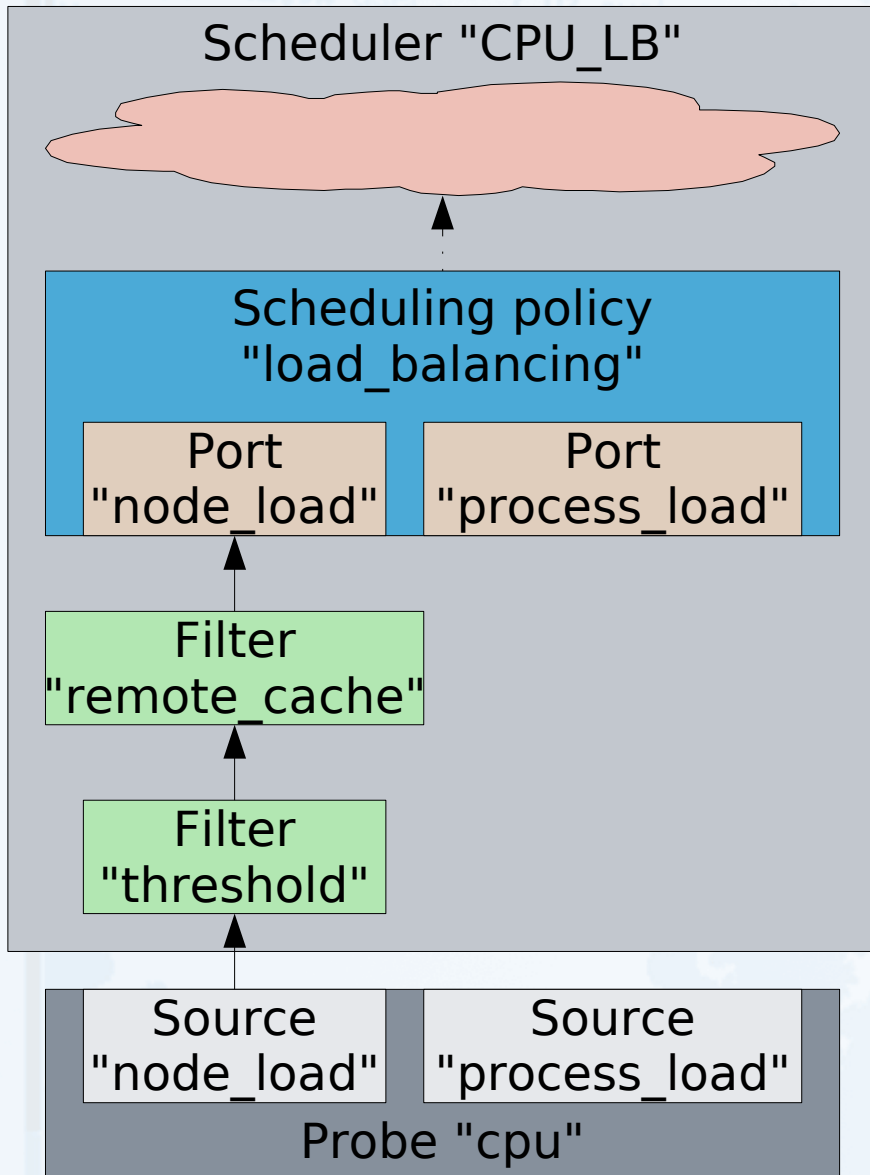 Scheduler "CPU_LB"
Scheduling policy
"load_balancing"
Port
"node_load"
Port
"process_load"
Filter
"remote_cache"
Filter
"threshold"
Source
"node_load"
Source
"process_load"
Probe "cpu"